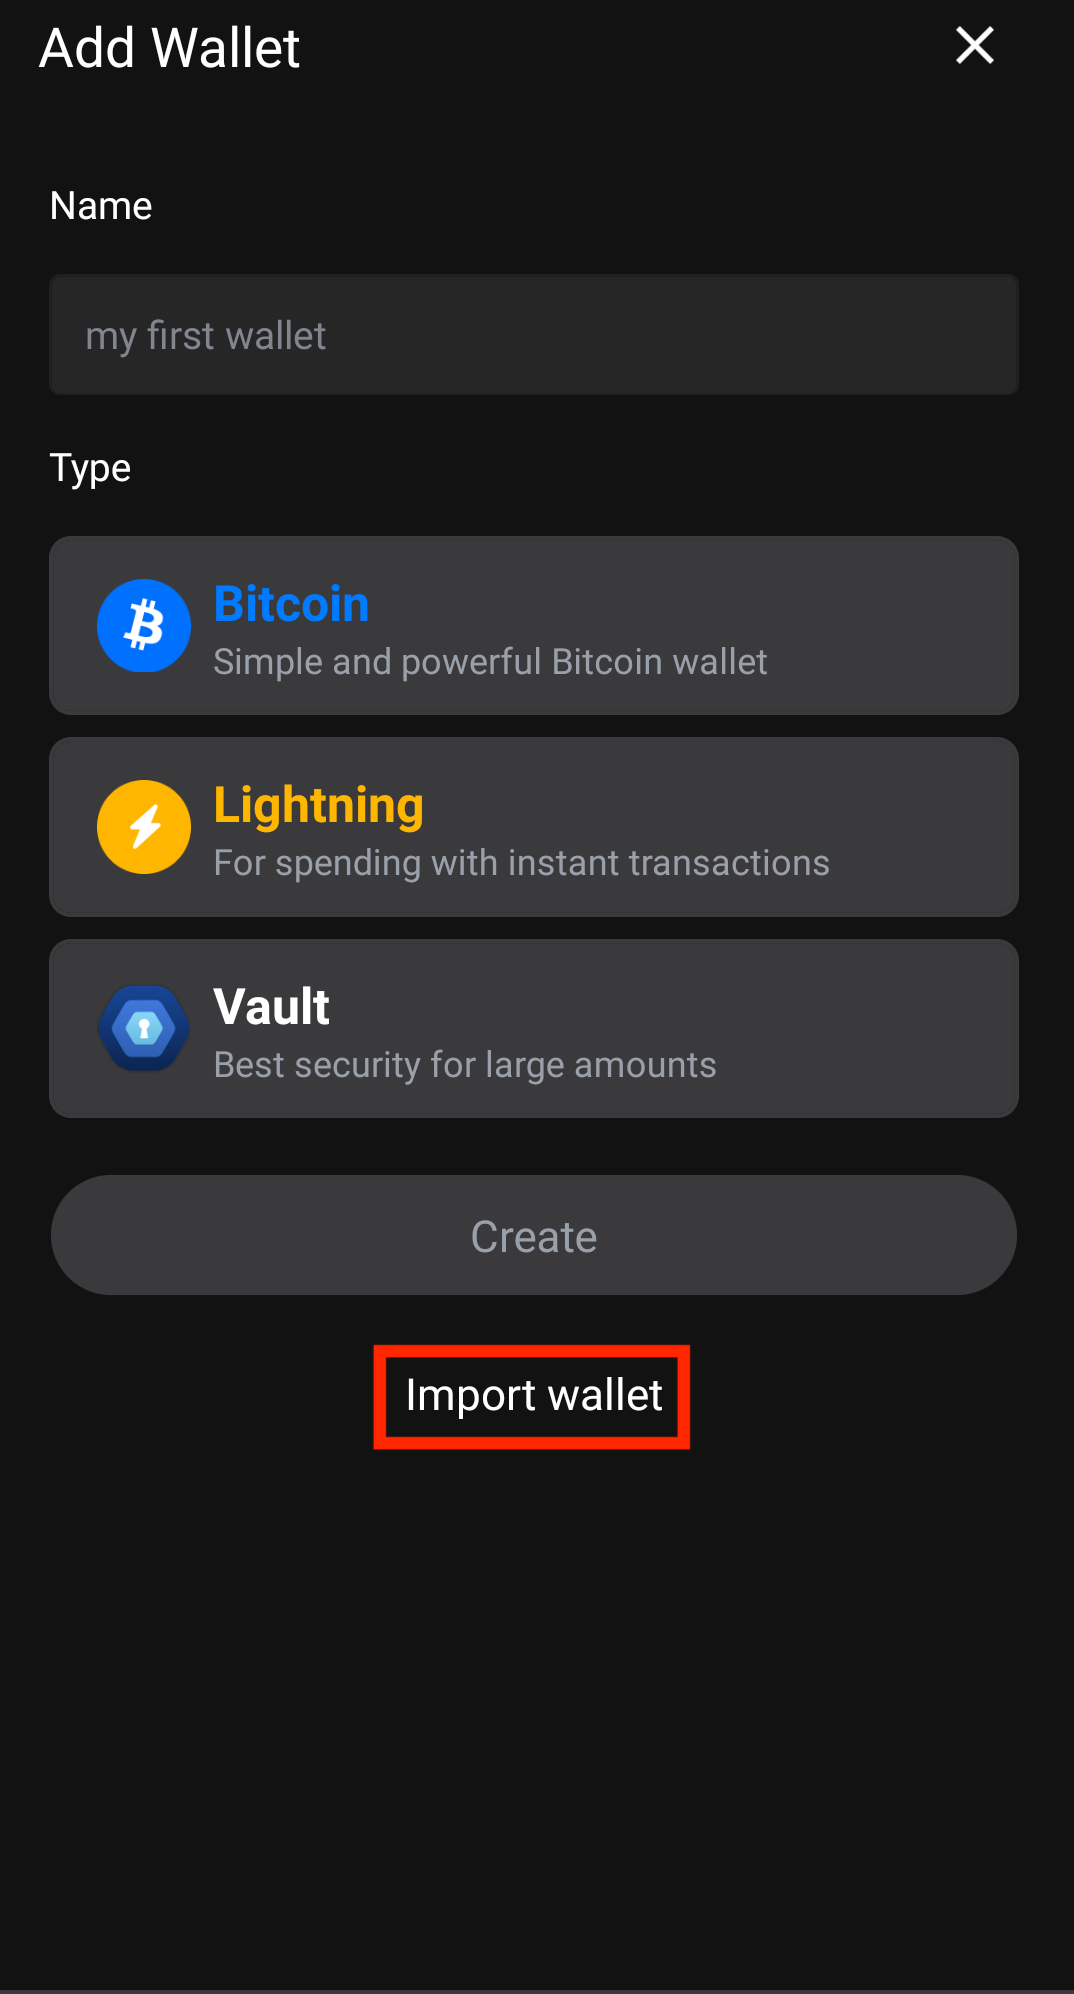 Add Wallet
Name
my first wallet
Type
Bitcoin
Simple and powerful Bitcoin wallet
Lightning
For spending with instant transactions
Vault
Best security for large amounts
Create
Import wallet